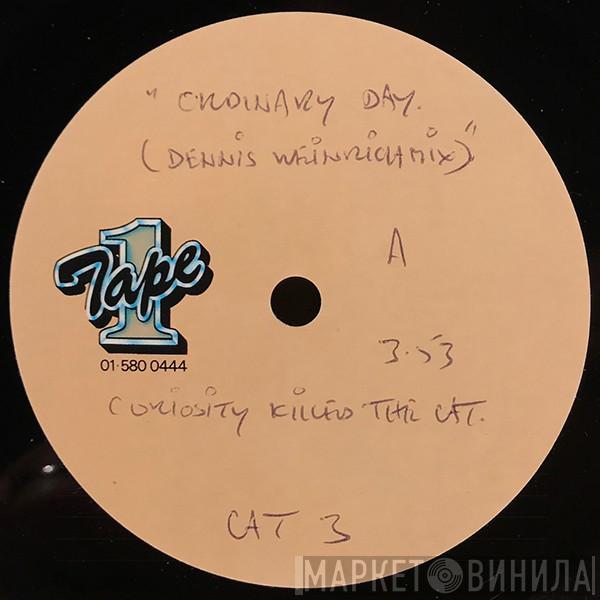 "ORDINARY DAY.
(DENNIS WEINRICH MIX)"
A
Tape 1
01·580 0444
3.53
CURIOSITY KILLED THE CAT.
CAT 3
МАРКЕТ ВИНИЛА